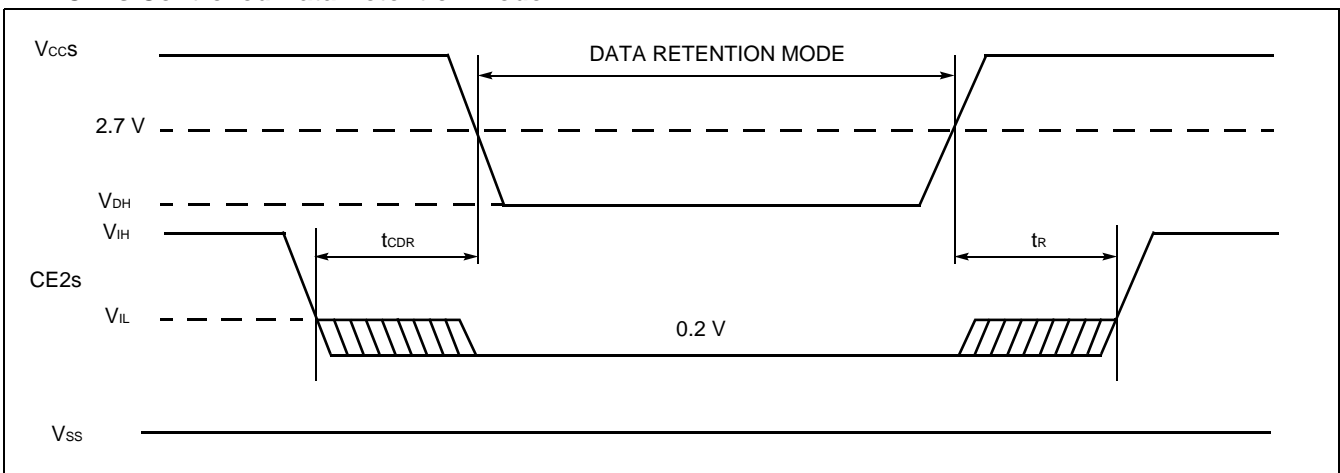 VCCS
DATA RETENTION MODE
2.7 V
VDH
VIH
tCDR
tR
CE2s
VIL
0.2 V
VSS